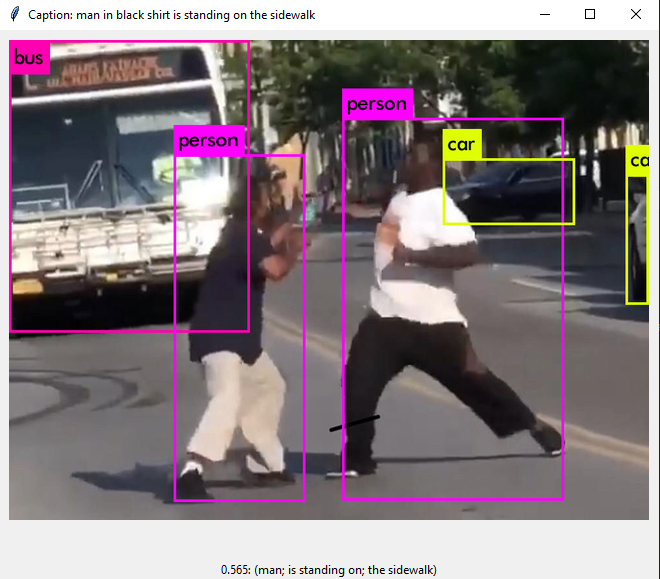 Caption: man in black shirt is standing on the sidewalk
bus
person
person
car
ca
0.565: (man; is standing on; the sidewalk)